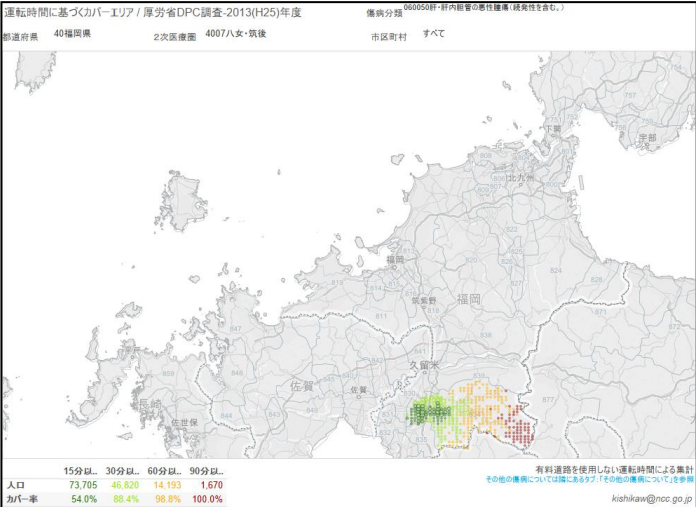 運転時間に基づくカバーエリア / 厚労省DPC調査-2013(H25)年度
傷病分類 060050肝・肝内胆管の悪性腫瘍(続発性を含む。)
都道府県 40福岡県 2次医療圏 4007八女・筑後 市区町村 すべて
下関
宇部
北九州
福岡
筑紫野
福岡
久留米
佐賀
佐賀
長崎
佐世保
15分以.. 30分以.. 60分以.. 90分以..
人口 73,705 46,820 14,193 1,670
カバー率 54.0% 88.4% 98.8% 100.0%
有料道路を使用しない運転時間による集計
その他の傷病については隣にあるタブ:「その他の傷病について」を参照
kishikaw@ncc.go.jp